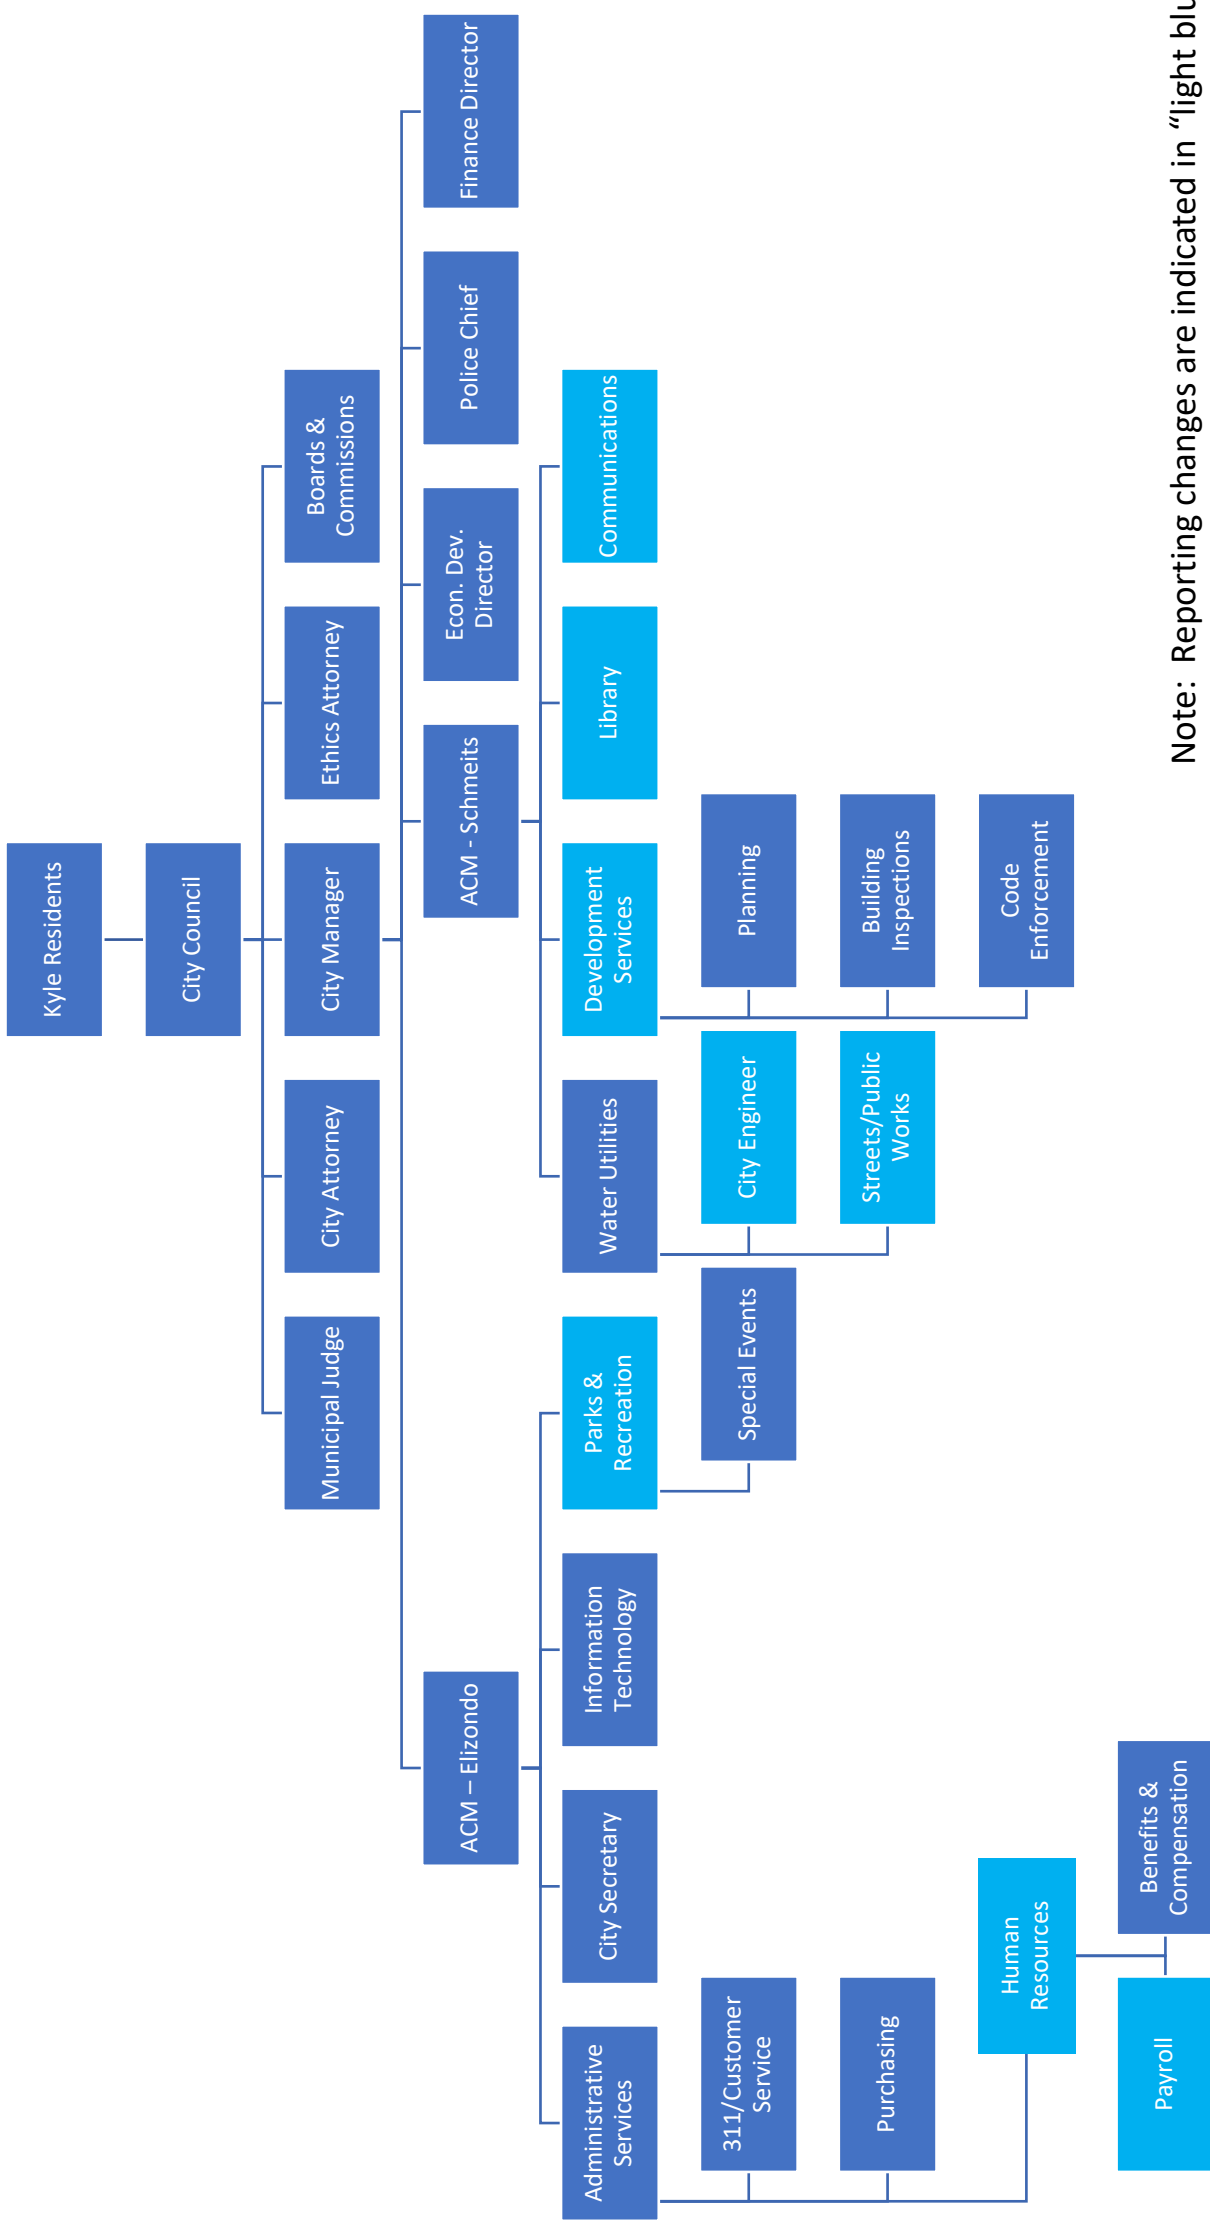 Kyle Residents
City Council
Municipal Judge
City Attorney
City Manager
Ethics Attorney
Boards &
Commissions
ACM – Elizondo
ACM - Schmeits
Econ. Dev.
Director
Police Chief
Finance Director
Administrative
Services
City Secretary
Information
Technology
Parks &
Recreation
Water Utilities
Development
Services
Library
Communications
311/Customer
Service
Special Events
City Engineer
Planning
Purchasing
Streets/Public
Works
Building
Inspections
Human
Resources
Code
Enforcement
Payroll
Benefits &
Compensation
Note: Reporting changes are indicated in “light blu